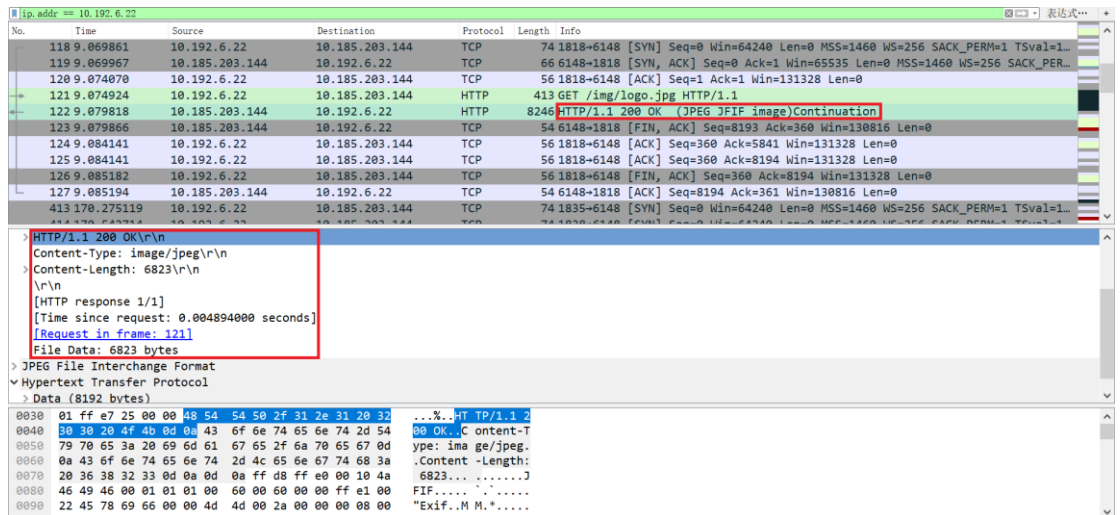 ip.addr == 10.192.6.22 表达式… +
No. Time Source Destination Protocol Length Info
118 9.069861 10.192.6.22 10.185.203.144 TCP 74 1818→6148 [SYN] Seq=0 Win=64240 Len=0 MSS=1460 WS=256 SACK_PERM=1 TSval=1…
119 9.069967 10.185.203.144 10.192.6.22 TCP 66 6148→1818 [SYN, ACK] Seq=0 Ack=1 Win=65535 Len=0 MSS=1460 WS=256 SACK_PER…
120 9.074070 10.192.6.22 10.185.203.144 TCP 56 1818→6148 [ACK] Seq=1 Ack=1 Win=131328 Len=0
121 9.074924 10.192.6.22 10.185.203.144 HTTP 413 GET /img/logo.jpg HTTP/1.1
122 9.079818 10.185.203.144 10.192.6.22 HTTP 8246 HTTP/1.1 200 OK (JPEG JFIF image)Continuation
123 9.079866 10.185.203.144 10.192.6.22 TCP 54 6148→1818 [FIN, ACK] Seq=8193 Ack=360 Win=130816 Len=0
124 9.084141 10.192.6.22 10.185.203.144 TCP 56 1818→6148 [ACK] Seq=360 Ack=5841 Win=131328 Len=0
125 9.084141 10.192.6.22 10.185.203.144 TCP 56 1818→6148 [ACK] Seq=360 Ack=8194 Win=131328 Len=0
126 9.085182 10.192.6.22 10.185.203.144 TCP 56 1818→6148 [FIN, ACK] Seq=360 Ack=8194 Win=131328 Len=0
127 9.085194 10.185.203.144 10.192.6.22 TCP 54 6148→1818 [ACK] Seq=8194 Ack=361 Win=130816 Len=0
413 170.275119 10.192.6.22 10.185.203.144 TCP 74 1835→6148 [SYN] Seq=0 Win=64240 Len=0 MSS=1460 WS=256 SACK_PERM=1 TSval=1…
HTTP/1.1 200 OK\r\n
Content-Type: image/jpeg\r\n
Content-Length: 6823\r\n
\r\n
[HTTP response 1/1]
[Time since request: 0.004894000 seconds]
[Request in frame: 121]
File Data: 6823 bytes
JPEG File Interchange Format
Hypertext Transfer Protocol
Data (8192 bytes)
0030 01 ff e7 25 00 00 48 54 54 50 2f 31 2e 31 20 32 ...%..HT TP/1.1 2
0040 30 30 20 4f 4b 0d 0a 43 6f 6e 74 65 6e 74 2d 54 00 OK..C ontent-T
0050 79 70 65 3a 20 69 6d 61 67 65 2f 6a 70 65 67 0d ype: ima ge/jpeg.
0060 0a 43 6f 6e 74 65 6e 74 2d 4c 65 6e 67 74 68 3a .Content -Length:
0070 20 36 38 32 33 0d 0a 0d 0a ff d8 ff e0 00 10 4a 6823... .......J
0080 46 49 46 00 01 01 01 00 60 00 60 00 00 ff e1 00 FIF..... `.`.....
0090 22 45 78 69 66 00 00 4d 4d 00 2a 00 00 00 08 00 "Exif..M M.*.....